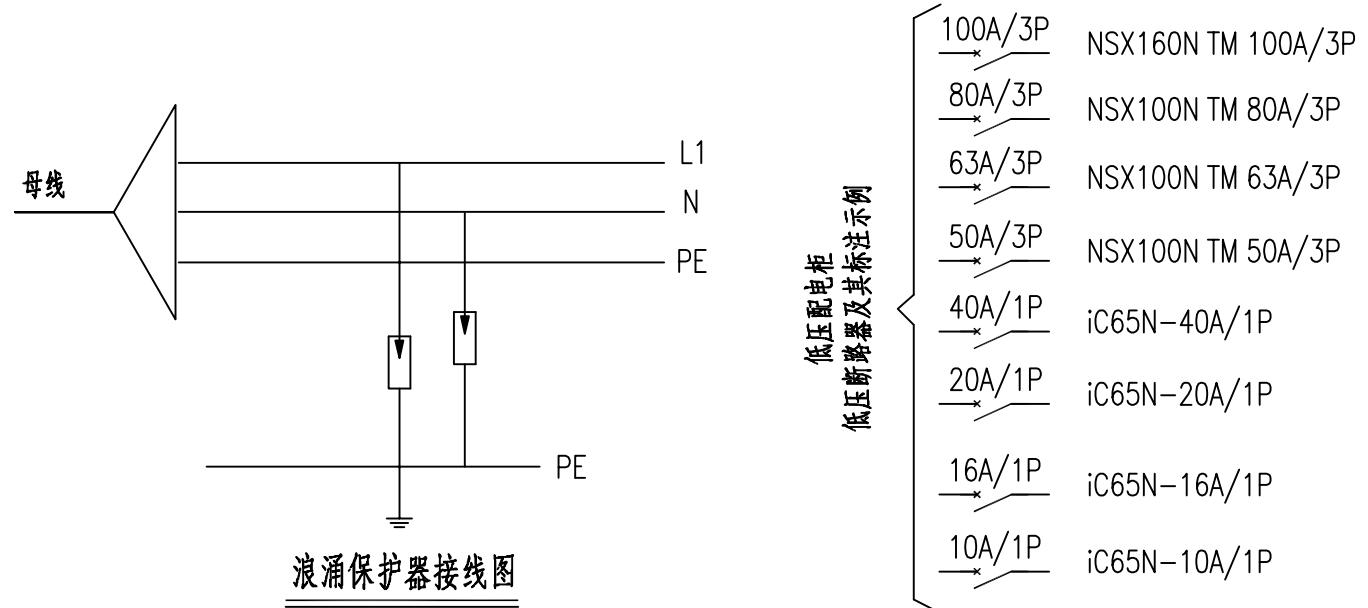 母线
L1
N
PE
PE
浪涌保护器接线图
低压配电柜
低压断路器及其标注示例
100A/3P NSX160N TM 100A/3P
80A/3P NSX100N TM 80A/3P
63A/3P NSX100N TM 63A/3P
50A/3P NSX100N TM 50A/3P
40A/1P iC65N-40A/1P
20A/1P iC65N-20A/1P
16A/1P iC65N-16A/1P
10A/1P iC65N-10A/1P